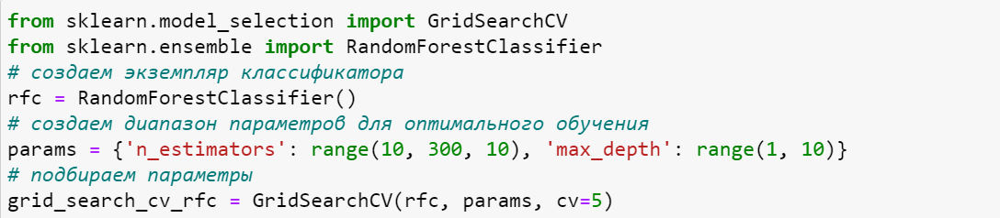 from sklearn.model_selection import GridSearchCV
from sklearn.ensemble import RandomForestClassifier
# создаем экземпляр классификатора
rfc = RandomForestClassifier()
# создаем диапазон параметров для оптимального обучения
params = {'n_estimators': range(10, 300, 10), 'max_depth': range(1, 10)}
# подбираем параметры
grid_search_cv_rfc = GridSearchCV(rfc, params, cv=5)